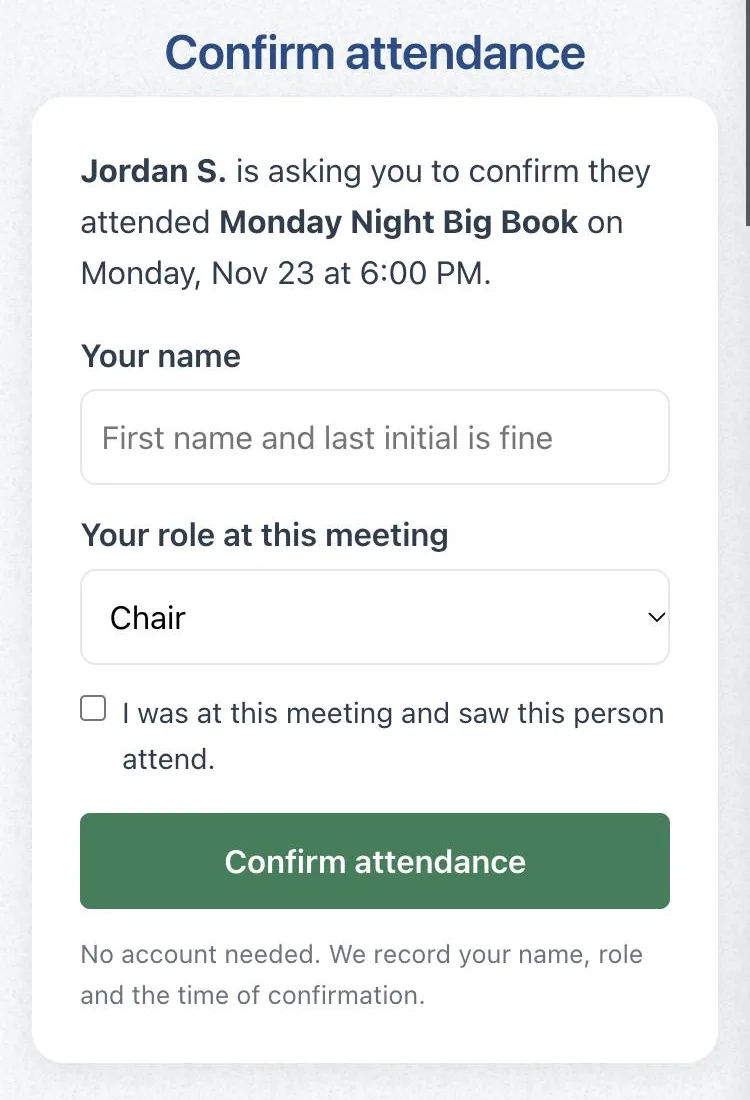 Confirm attendance
Jordan S. is asking you to confirm they
attended Monday Night Big Book on
Monday, Nov 23 at 6:00 PM.
Your name
First name and last initial is fine
Your role at this meeting
Chair
I was at this meeting and saw this person
attend.
Confirm attendance
No account needed. We record your name, role
and the time of confirmation.